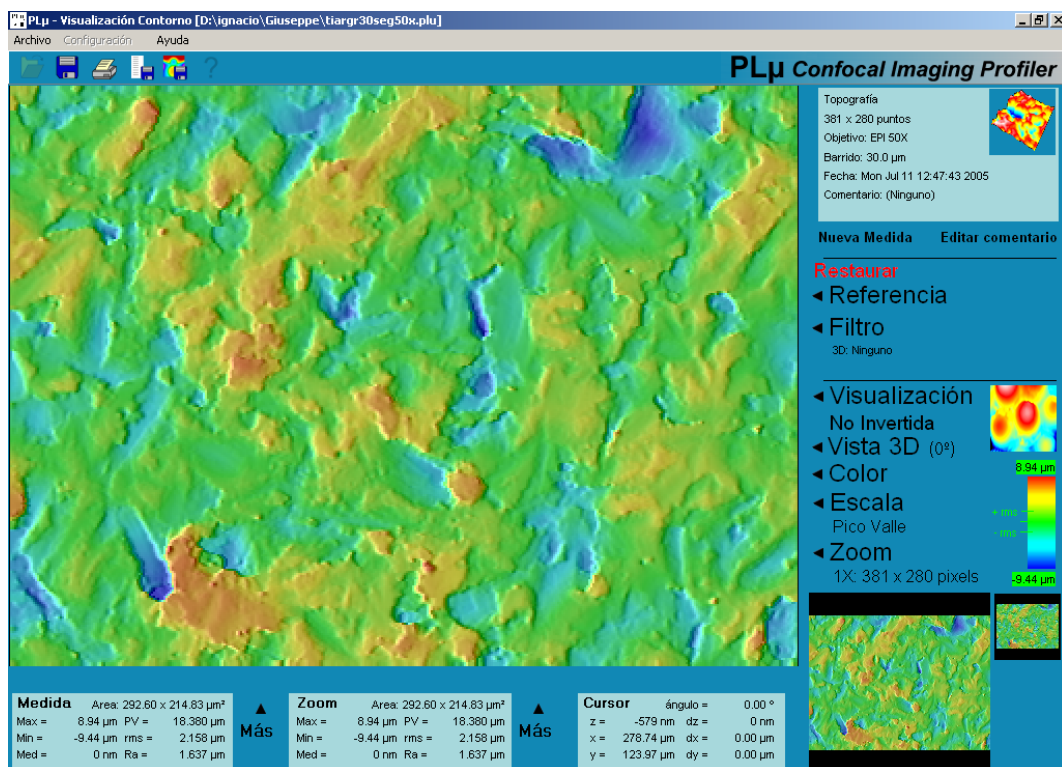 PLµ - Visualización Contorno [D:\ignacio\Giuseppe\tiargr30seg50x.plu]
Archivo Configuración Ayuda
PLµ Confocal Imaging Profiler
Topografía
381 x 280 puntos
Objetivo: EPI 50X
Barrido: 30.0 µm
Fecha: Mon Jul 11 12:47:43 2005
Comentario: (Ninguno)
Nueva Medida Editar comentario
Restaurar
Referencia
Filtro
3D: Ninguno
Visualización
No Invertida
Vista 3D (0º)
Color
8.94 µm
Escala
+ rms
Pico Valle
- rms
Zoom
1X: 381 x 280 pixels
-9.44 µm
Medida Area: 292.60 x 214.83 µm²
Max = 8.94 µm PV = 18.380 µm
Min = -9.44 µm rms = 2.158 µm
Med = 0 nm Ra = 1.637 µm
Más
Zoom Area: 292.60 x 214.83 µm²
Max = 8.94 µm PV = 18.380 µm
Min = -9.44 µm rms = 2.158 µm
Med = 0 nm Ra = 1.637 µm
Más
Cursor ángulo = 0.00 º
z = -579 nm dz = 0 nm
x = 278.74 µm dx = 0.00 µm
y = 123.97 µm dy = 0.00 µm